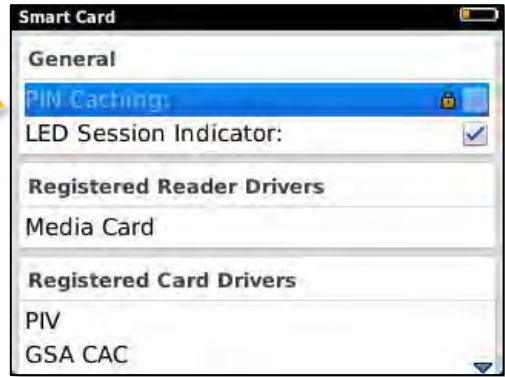 Smart Card
General
PIN Caching:
LED Session Indicator:
Registered Reader Drivers
Media Card
Registered Card Drivers
PIV
GSA CAC